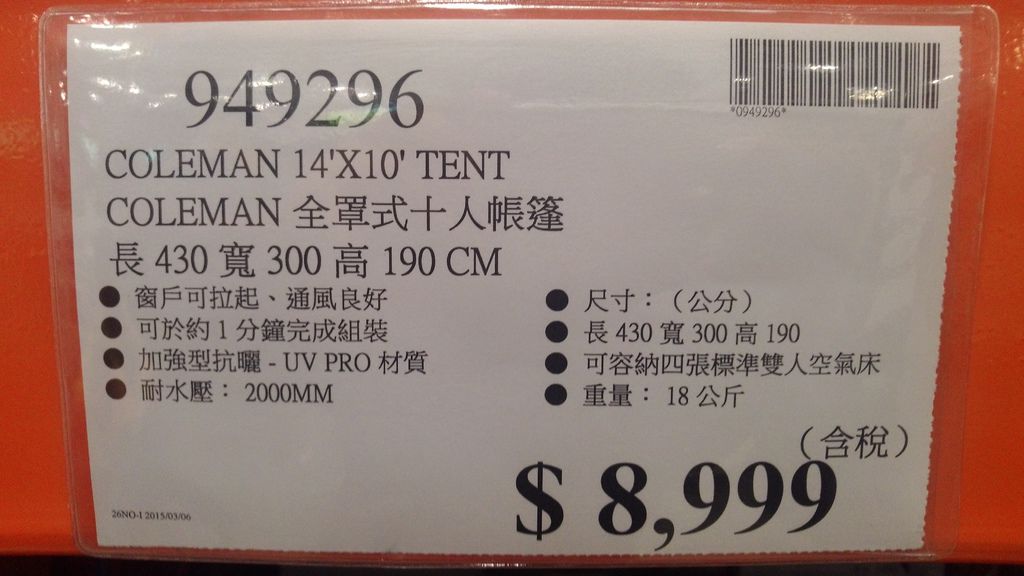 949296
*0949296*
COLEMAN 14'X10' TENT
COLEMAN 全罩式十人帳篷
長 430 寬 300 高 190 CM
● 窗戶可拉起、通風良好
● 可於約 1 分鐘完成組裝
● 加強型抗曬 - UV PRO 材質
● 耐水壓： 2000MM
● 尺寸：（公分）
● 長 430 寬 300 高 190
● 可容納四張標準雙人空氣床
● 重量： 18 公斤
（含稅）
$ 8,999
26NO-1 2015/03/06